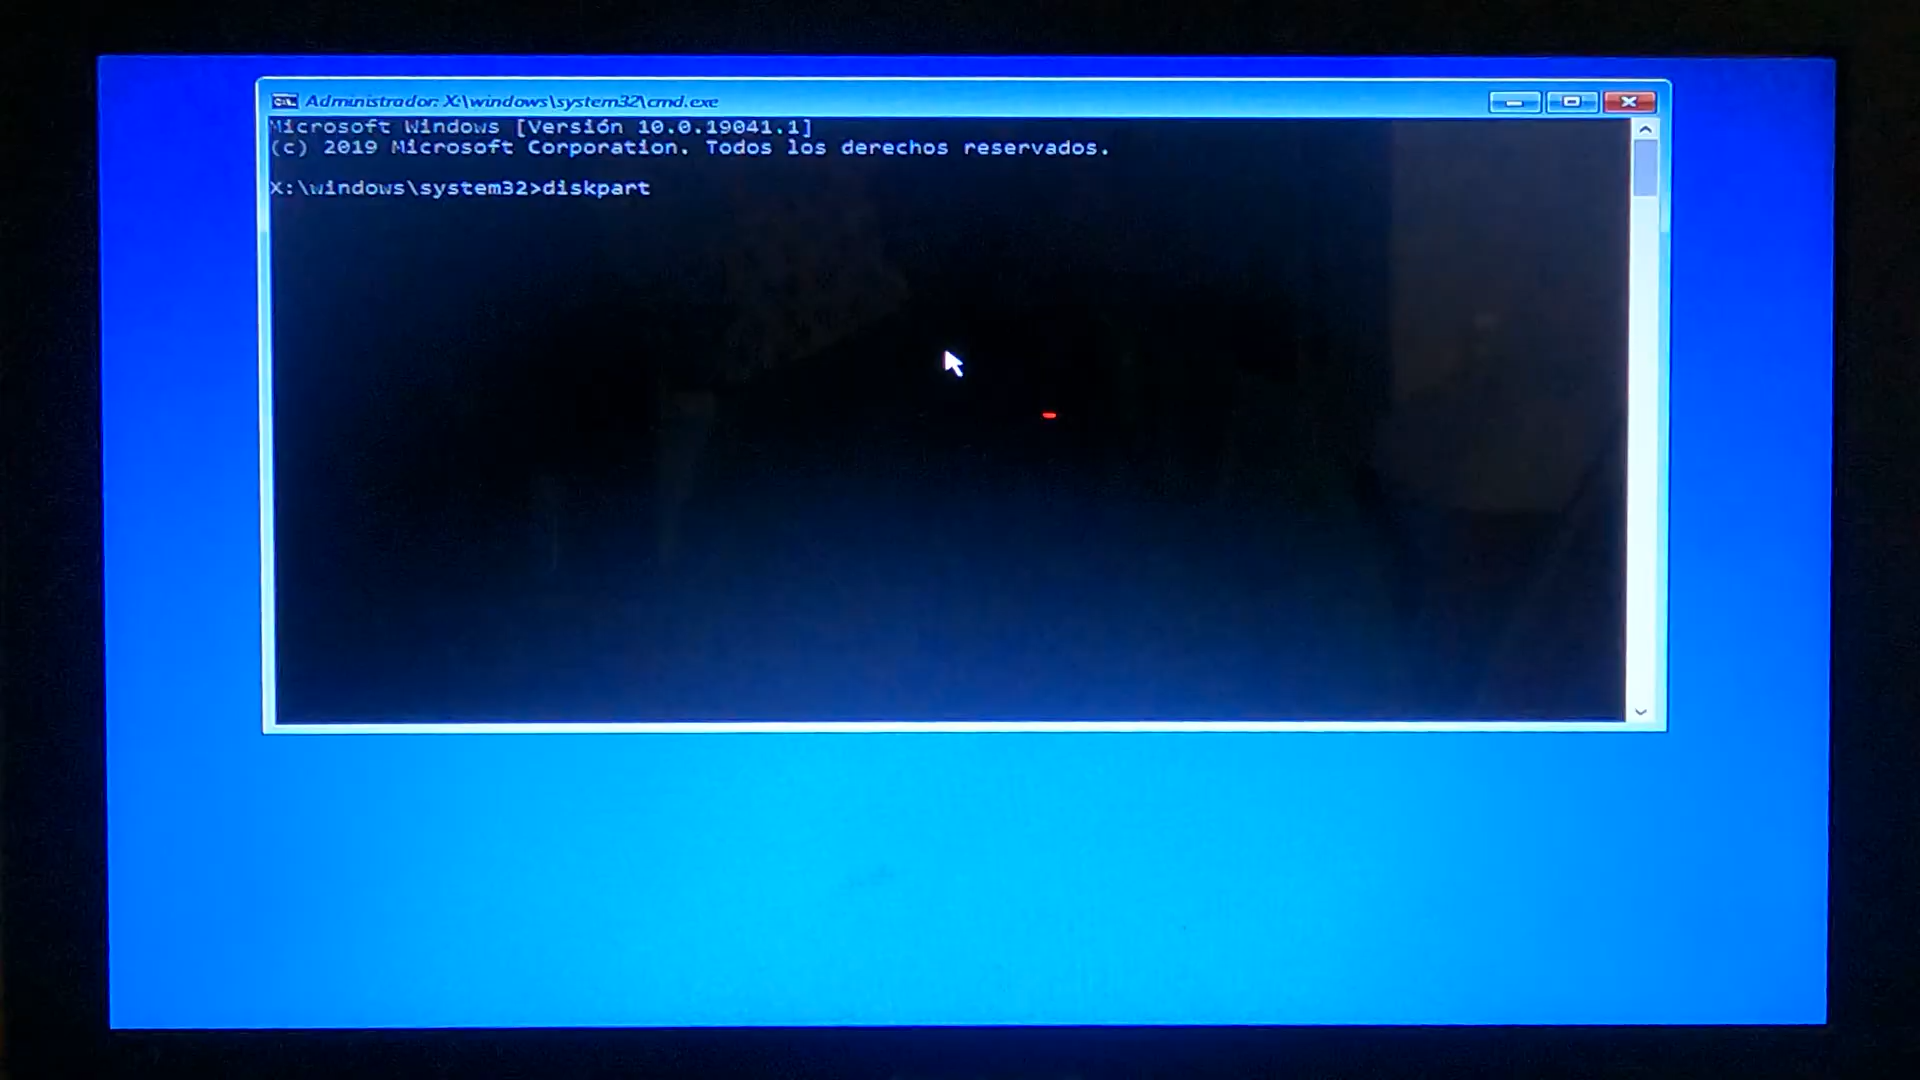 Administrador: X:\windows\system32\cmd.exe
Microsoft Windows [Versión 10.0.19041.1]
(c) 2019 Microsoft Corporation. Todos los derechos reservados.
X:\windows\system32>diskpart